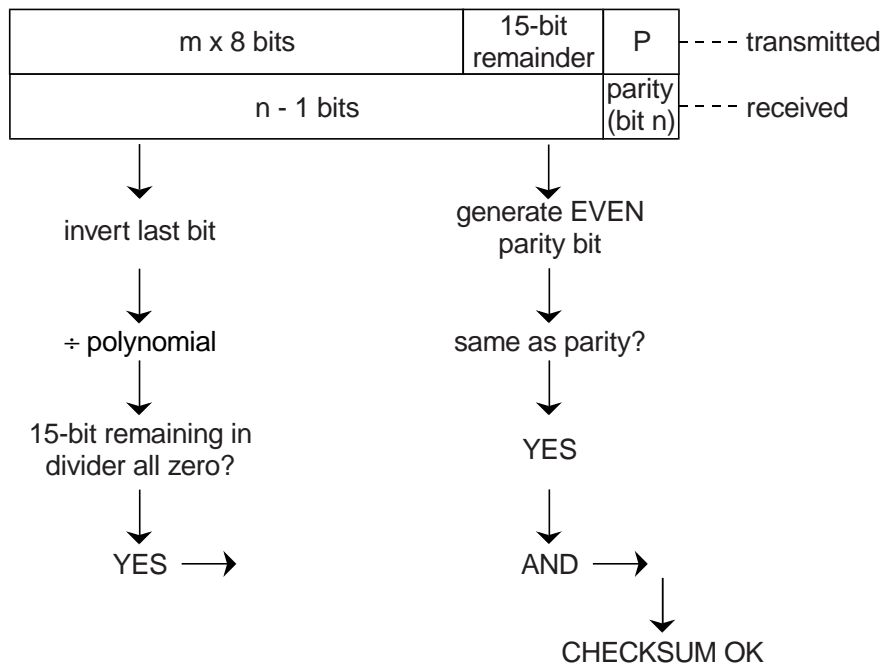 m x 8 bits
15-bit
remainder
P
transmitted
n - 1 bits
parity
(bit n)
received
invert last bit
generate EVEN
parity bit
÷ polynomial
same as parity?
15-bit remaining in
divider all zero?
YES
YES
AND
CHECKSUM OK